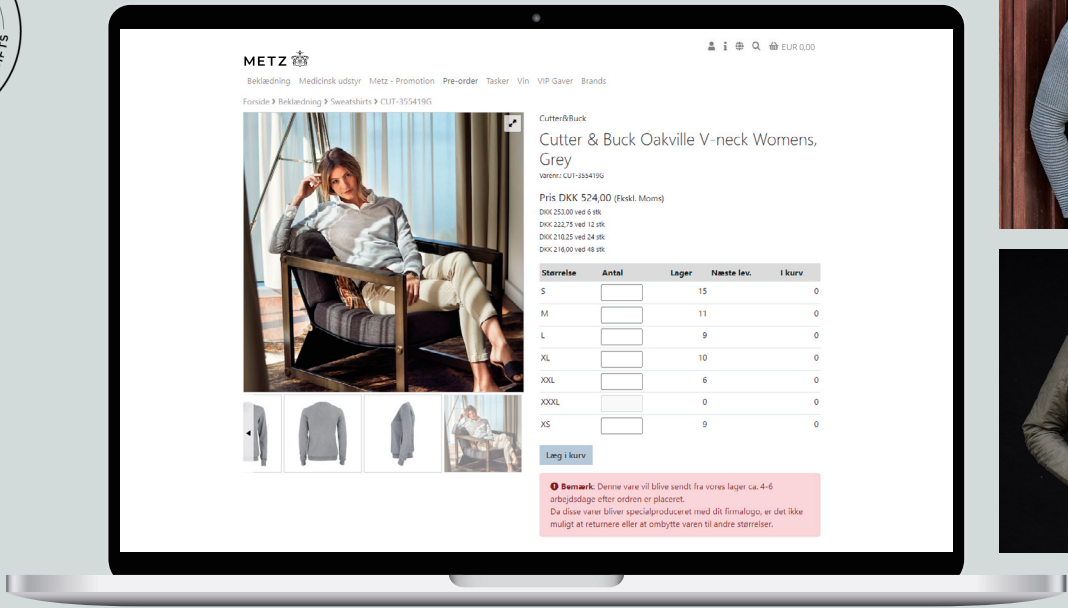 METZ
EUR 0,00
Beklædning Medicinsk udstyr Metz - Promotion Pre-order Tasker Vin VIP Gaver Brands
Forside > Beklædning > Sweatshirts > CUT-355419G
Cutter&Buck
Cutter & Buck Oakville V-neck Womens,
Grey
Varenr.: CUT-355419G
Pris DKK 524,00 (Ekskl. Moms)
DKK 253,00 ved 6 stk
DKK 222,75 ved 12 stk
DKK 218,25 ved 24 stk
DKK 216,00 ved 48 stk
Størrelse Antal Lager Næste lev. I kurv
S 15 0
M 11 0
L 9 0
XL 10 0
XXL 6 0
XXXL 0 0
XS 9 0
Læg i kurv
Bemærk: Denne vare vil blive sendt fra vores lager ca. 4-6
arbejdsdage efter ordren er placeret.
Da disse varer bliver specialproduceret med dit firmalogo, er det ikke
muligt at returnere eller at ombytte varen til andre størrelser.